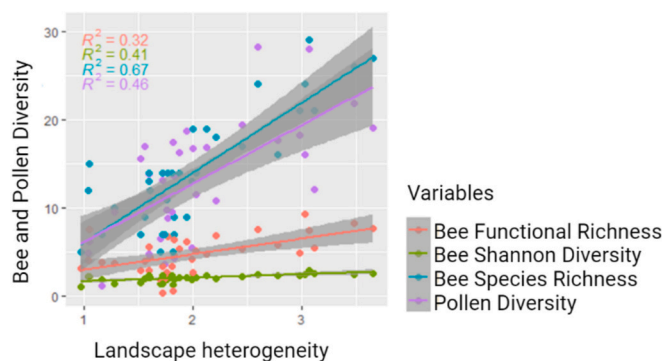 30
20
10
0
R² = 0.32
R² = 0.41
R² = 0.67
R² = 0.46
Bee and Pollen Diversity
1
2
3
Landscape heterogeneity
Variables
Bee Functional Richness
Bee Shannon Diversity
Bee Species Richness
Pollen Diversity